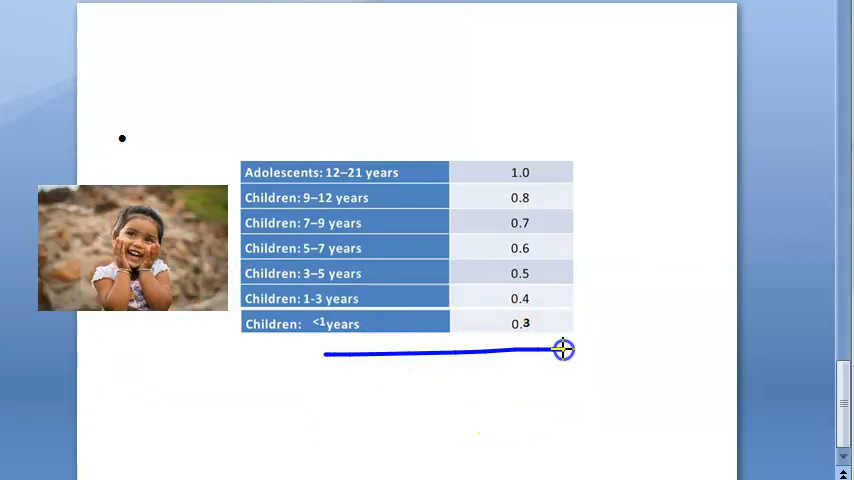 Adolescents: 12–21 years 1.0
Children: 9–12 years 0.8
Children: 7–9 years 0.7
Children: 5–7 years 0.6
Children: 3–5 years 0.5
Children: 1-3 years 0.4
Children: <1years 0.3